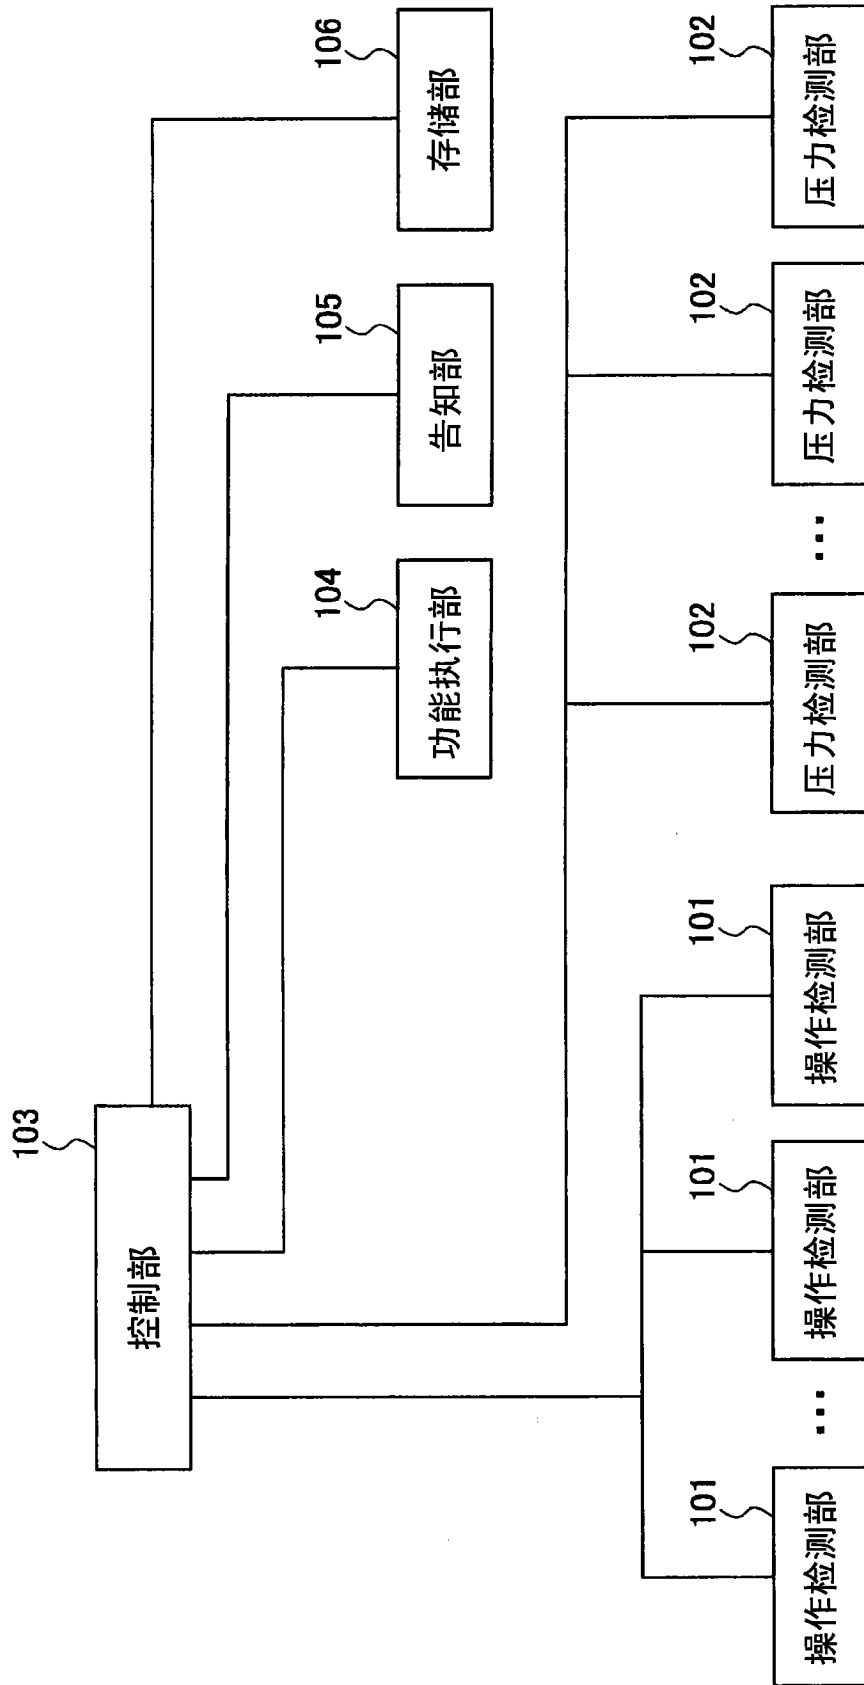 103
控制部
104
功能执行部
105
告知部
106
存储部
101
操作检测部
...
101
操作检测部
101
操作检测部
102
压力检测部
...
102
压力检测部
102
压力检测部